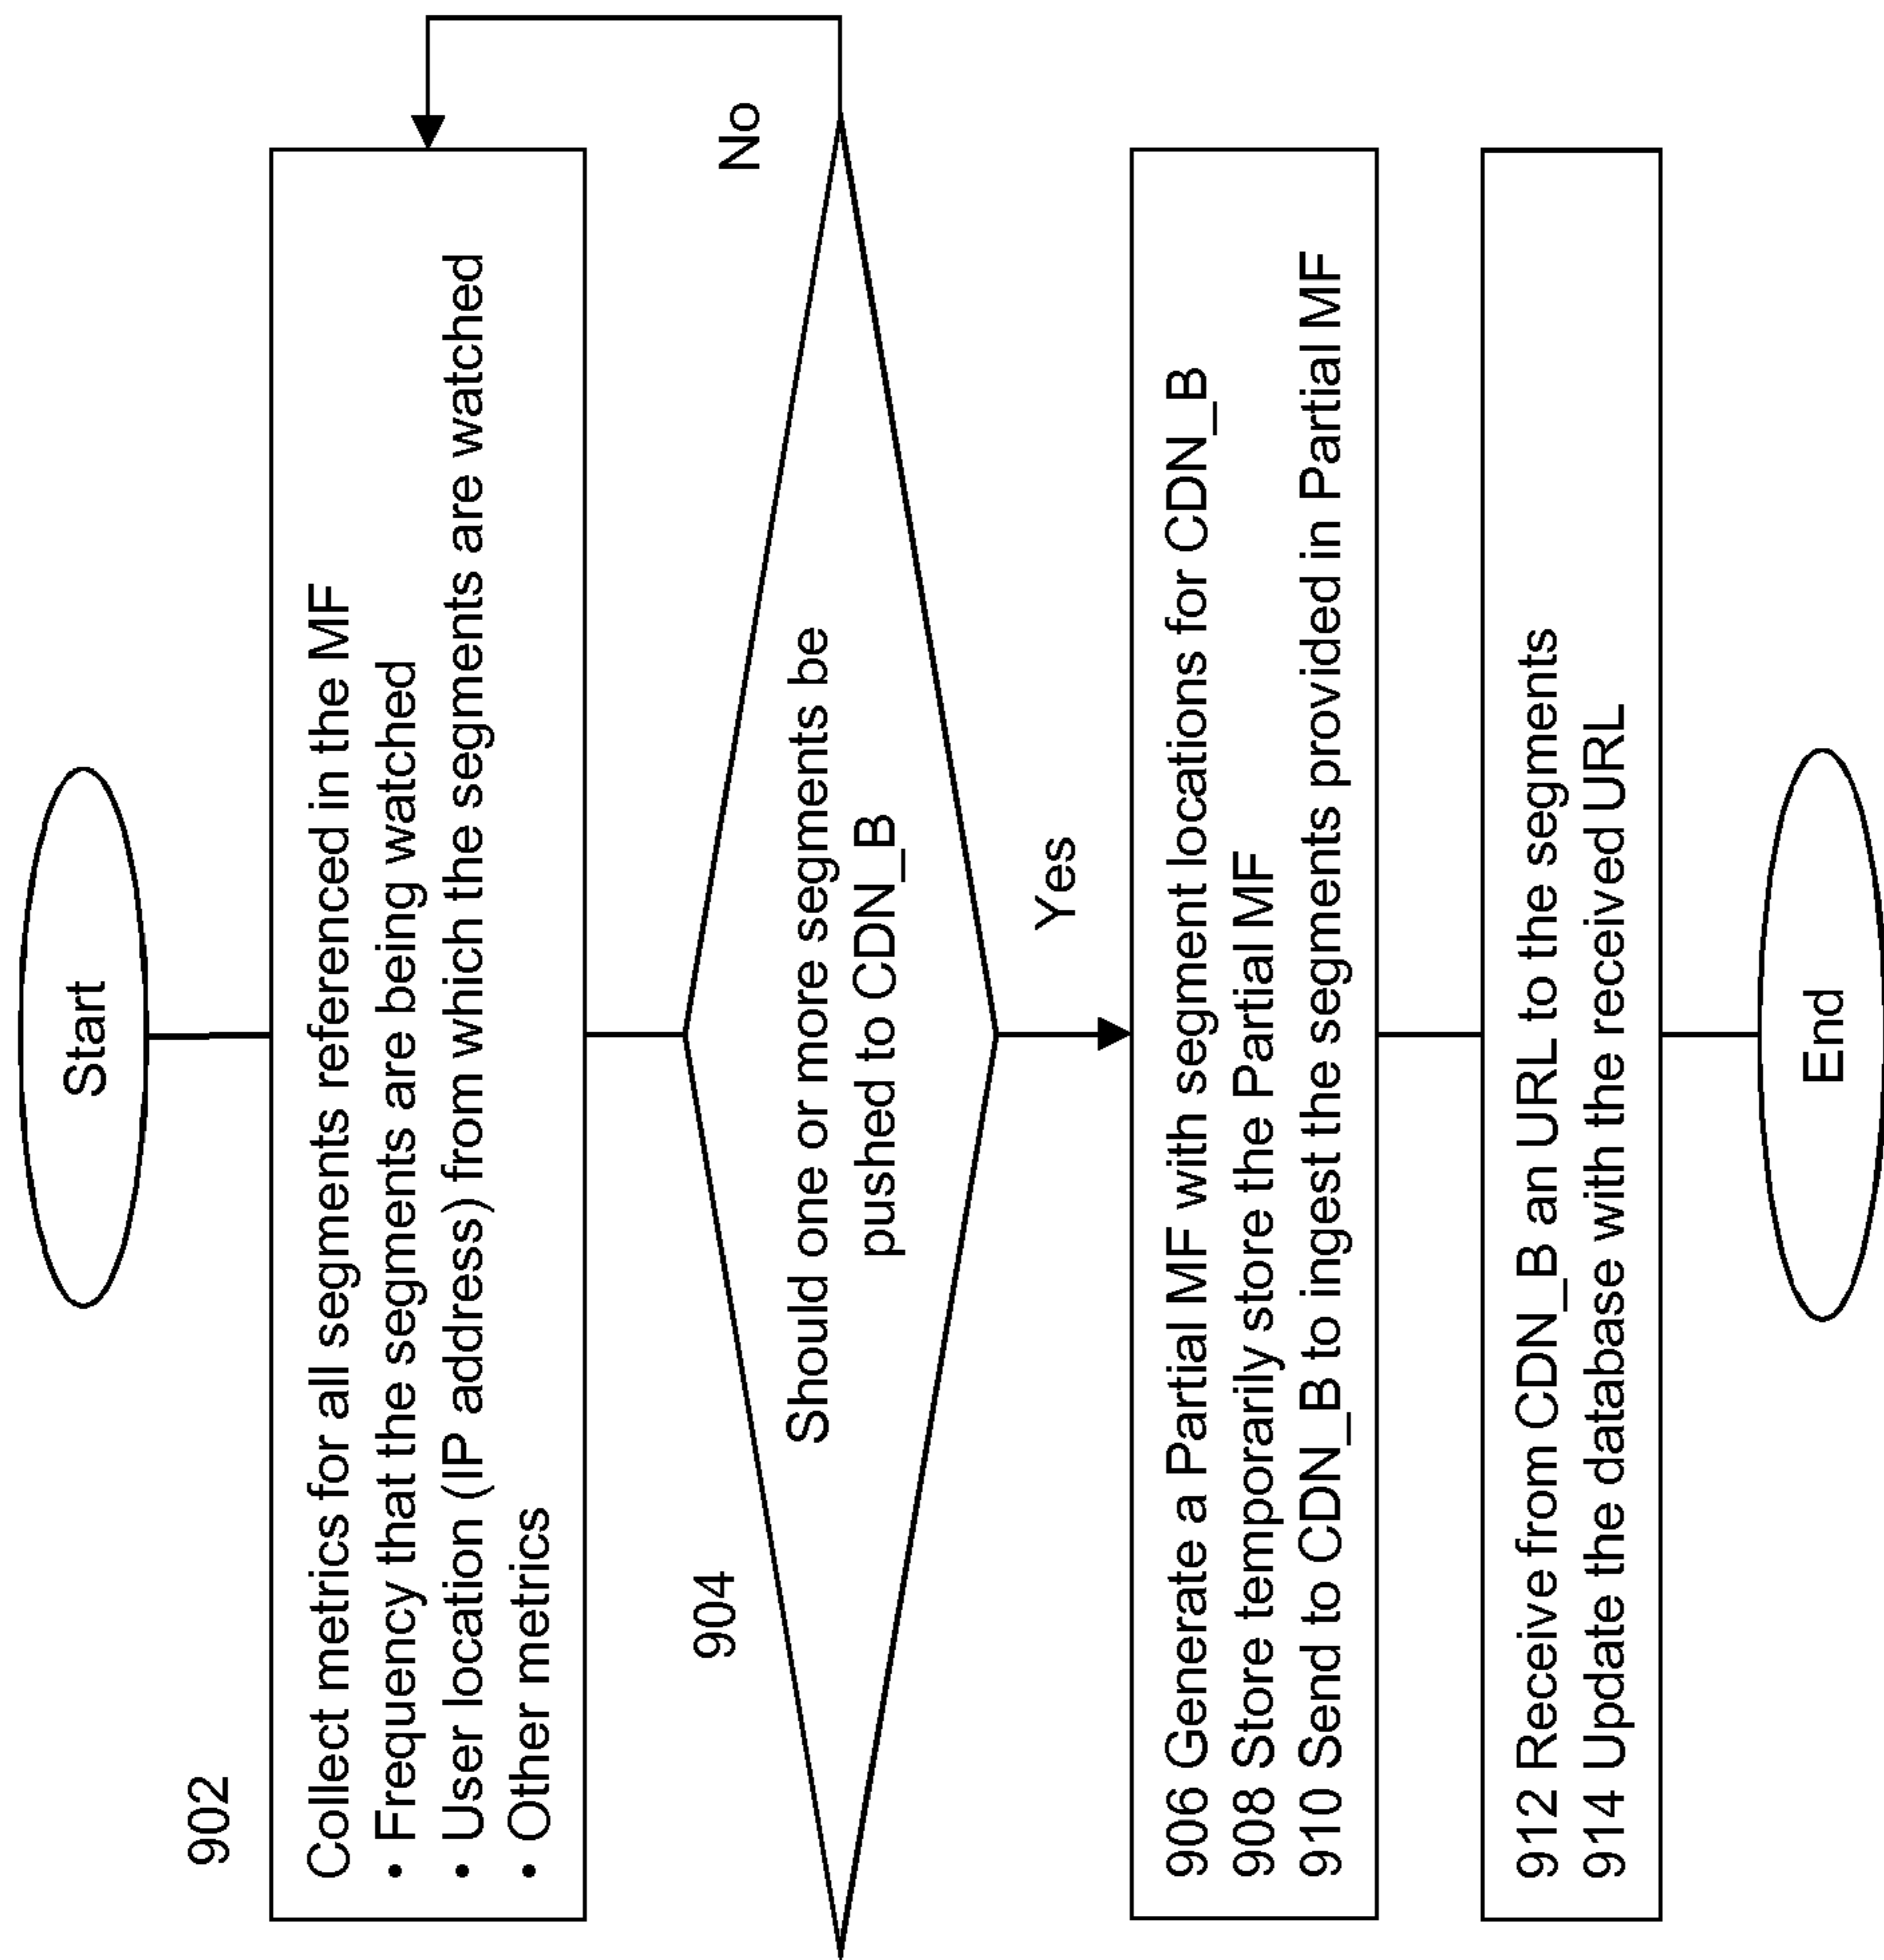 Start
902
Collect metrics for all segments referenced in the MF
• Frequency that the segments are being watched
• User location (IP address) from which the segments are watched
• Other metrics
904
No
Should one or more segments be
pushed to CDN_B
Yes
906 Generate a Partial MF with segment locations for CDN_B
908 Store temporarily store the Partial MF
910 Send to CDN_B to ingest the segments provided in Partial MF
912 Receive from CDN_B an URL to the segments
914 Update the database with the received URL
End